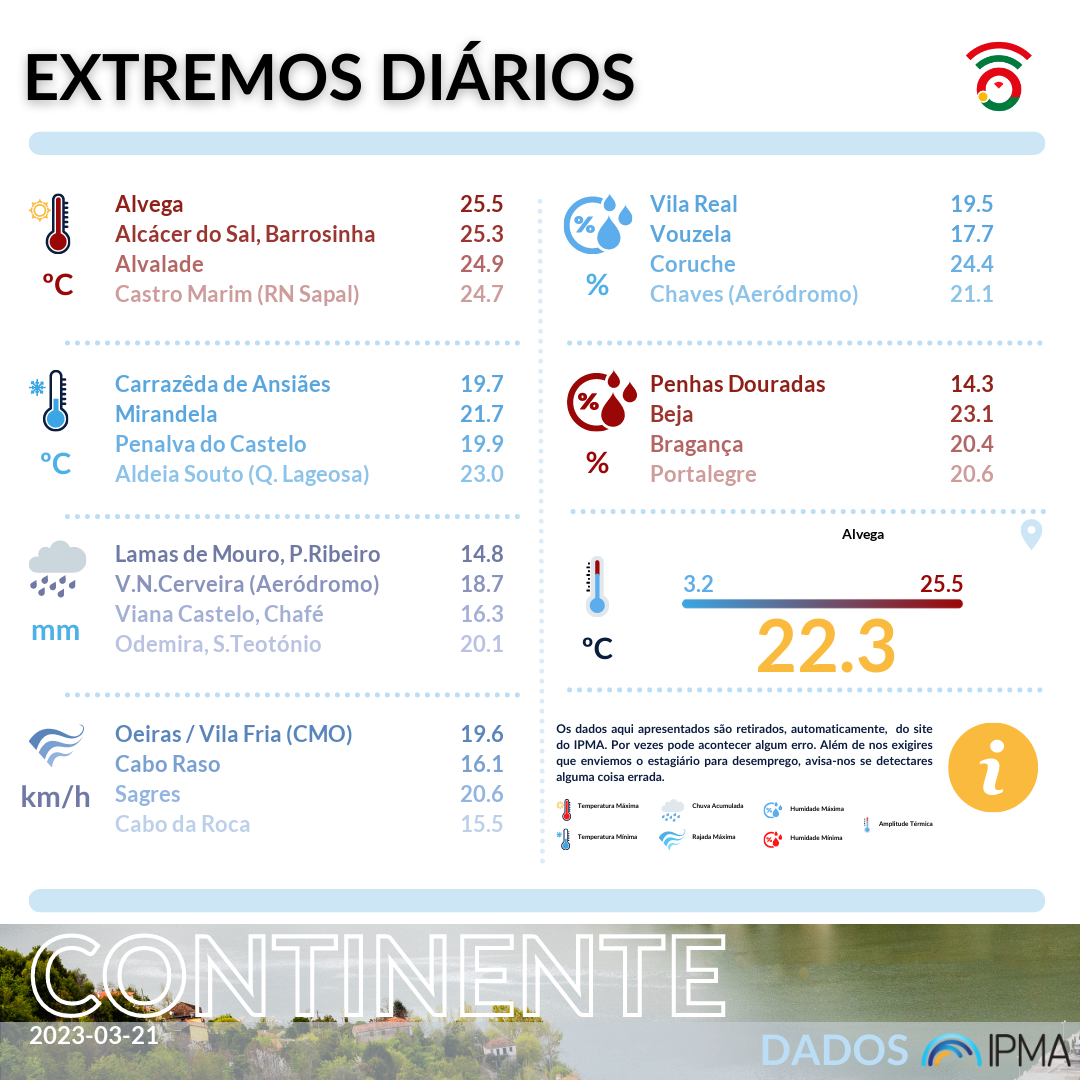 EXTREMOS DIÁRIOS
ºC
Alvega 25.5
Alcácer do Sal, Barrosinha 25.3
Alvalade 24.9
Castro Marim (RN Sapal) 24.7
ºC
Carrazêda de Ansiães 19.7
Mirandela 21.7
Penalva do Castelo 19.9
Aldeia Souto (Q. Lageosa) 23.0
mm
Lamas de Mouro, P.Ribeiro 14.8
V.N.Cerveira (Aeródromo) 18.7
Viana Castelo, Chafé 16.3
Odemira, S.Teotónio 20.1
km/h
Oeiras / Vila Fria (CMO) 19.6
Cabo Raso 16.1
Sagres 20.6
Cabo da Roca 15.5
%
%
Vila Real 19.5
Vouzela 17.7
Coruche 24.4
Chaves (Aeródromo) 21.1
%
%
Penhas Douradas 14.3
Beja 23.1
Bragança 20.4
Portalegre 20.6
Alvega
ºC
3.2 25.5
22.3
Os dados aqui apresentados são retirados, automaticamente, do site
do IPMA. Por vezes pode acontecer algum erro. Além de nos exigires
que enviemos o estagiário para desemprego, avisa-nos se detectares
alguma coisa errada.
i
Temperatura Máxima
Chuva Acumulada
Humidade Máxima
Amplitude Térmica
Temperatura Mínima
Rajada Máxima
Humidade Mínima
CONTINENTE
2023-03-21
DADOS IPMA